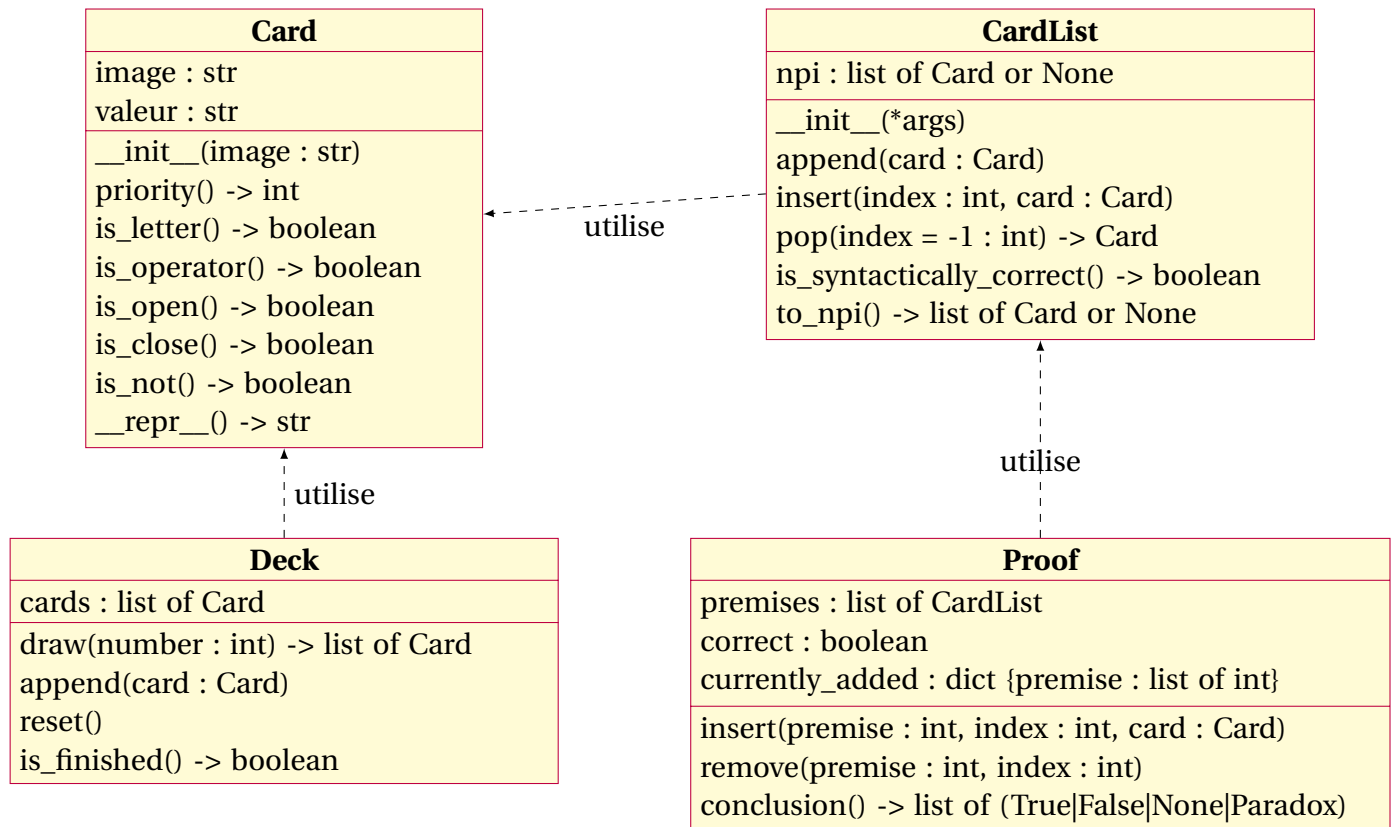 Card
image : str
valeur : str
__init__(image : str)
priority() -> int
is_letter() -> boolean
is_operator() -> boolean
is_open() -> boolean
is_close() -> boolean
is_not() -> boolean
__repr__() -> str
utilise
CardList
npi : list of Card or None
__init__(*args)
append(card : Card)
insert(index : int, card : Card)
pop(index = -1 : int) -> Card
is_syntactically_correct() -> boolean
to_npi() -> list of Card or None
utilise
utilise
Deck
cards : list of Card
draw(number : int) -> list of Card
append(card : Card)
reset()
is_finished() -> boolean
Proof
premises : list of CardList
correct : boolean
currently_added : dict {premise : list of int}
insert(premise : int, index : int, card : Card)
remove(premise : int, index : int)
conclusion() -> list of (True|False|None|Paradox)